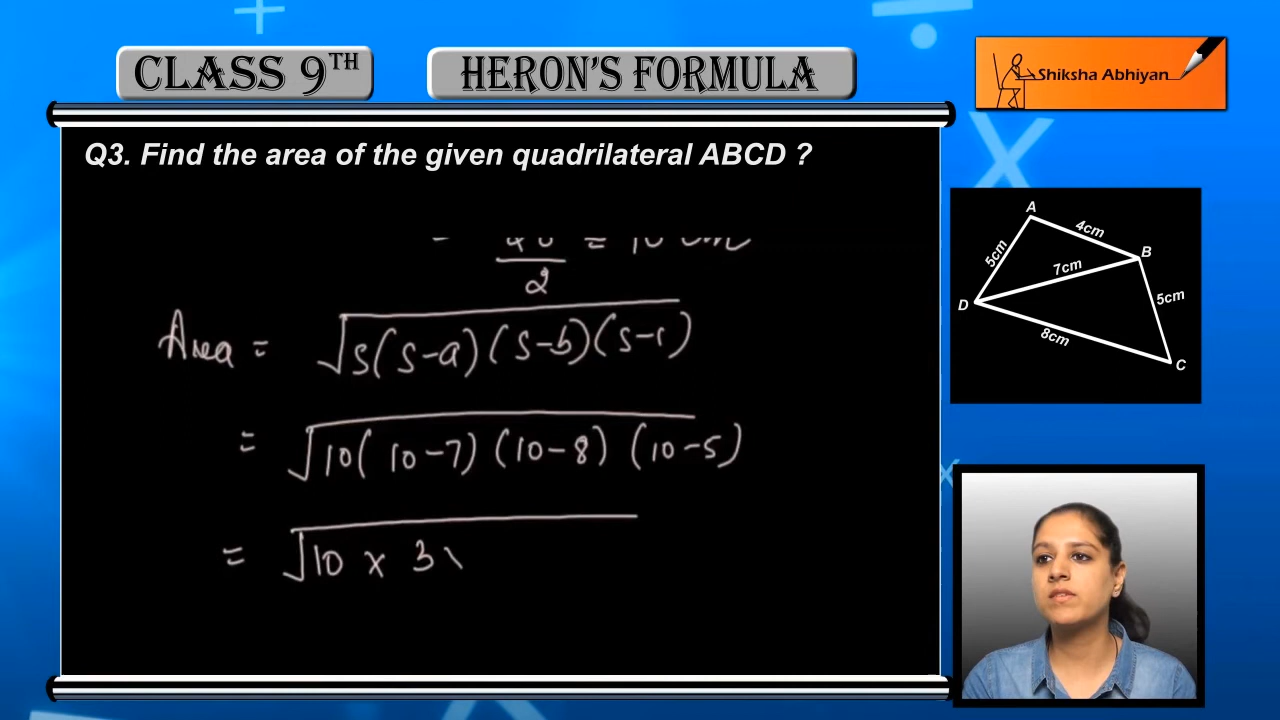 CLASS 9TH
HERON'S FORMULA
Shiksha Abhiyan
Q3. Find the area of the given quadrilateral ABCD ?
2
Area = √s(s-a)(s-b)(s-c)
= √10(10-7)(10-8)(10-5)
= √10 x 3
A
4cm
B
5cm
7cm
5cm
D
8cm
C